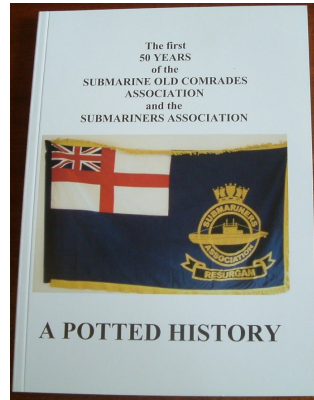 The first
50 YEARS
of the
SUBMARINE OLD COMRADES
ASSOCIATION
and the
SUBMARINERS ASSOCIATION
SUBMARINERS
ASSOCIATION
RESURGAM
A POTTED HISTORY